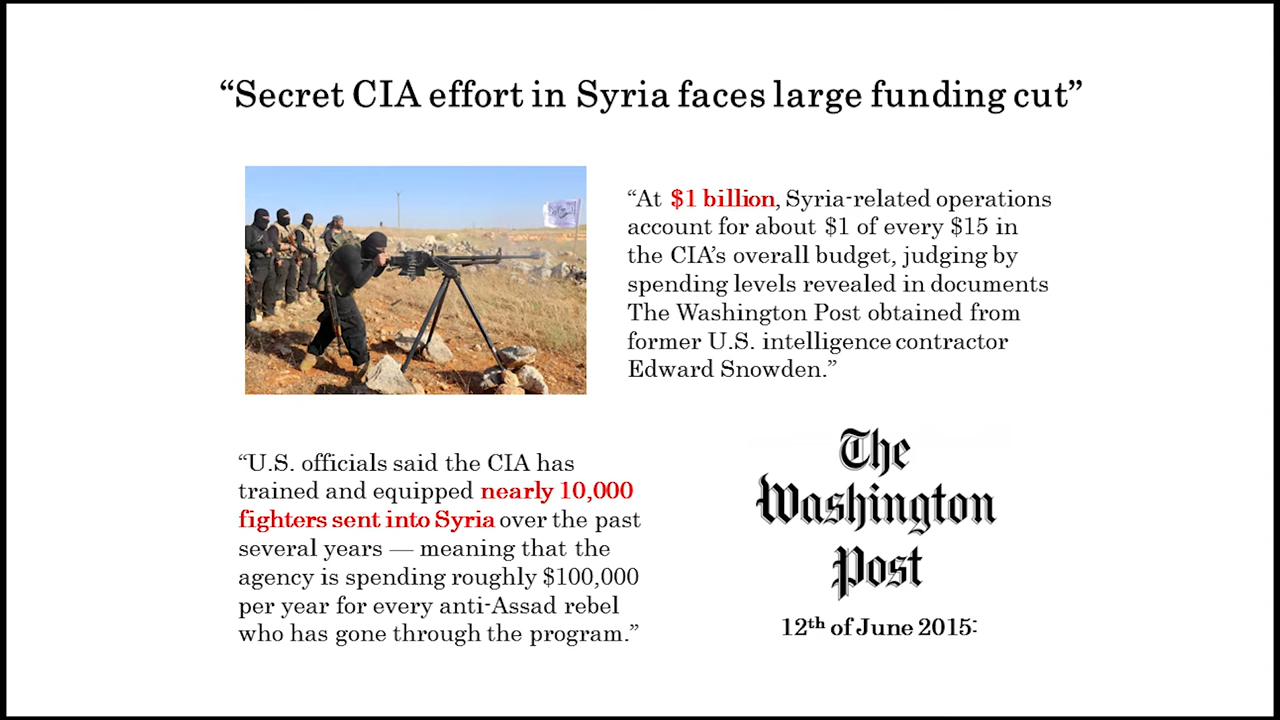 “Secret CIA effort in Syria faces large funding cut”
“At $1 billion, Syria-related operations
account for about $1 of every $15 in
the CIA’s overall budget, judging by
spending levels revealed in documents
The Washington Post obtained from
former U.S. intelligence contractor
Edward Snowden.”
“U.S. officials said the CIA has
trained and equipped nearly 10,000
fighters sent into Syria over the past
several years — meaning that the
agency is spending roughly $100,000
per year for every anti-Assad rebel
who has gone through the program.”
The
Washington
Post
12th of June 2015: